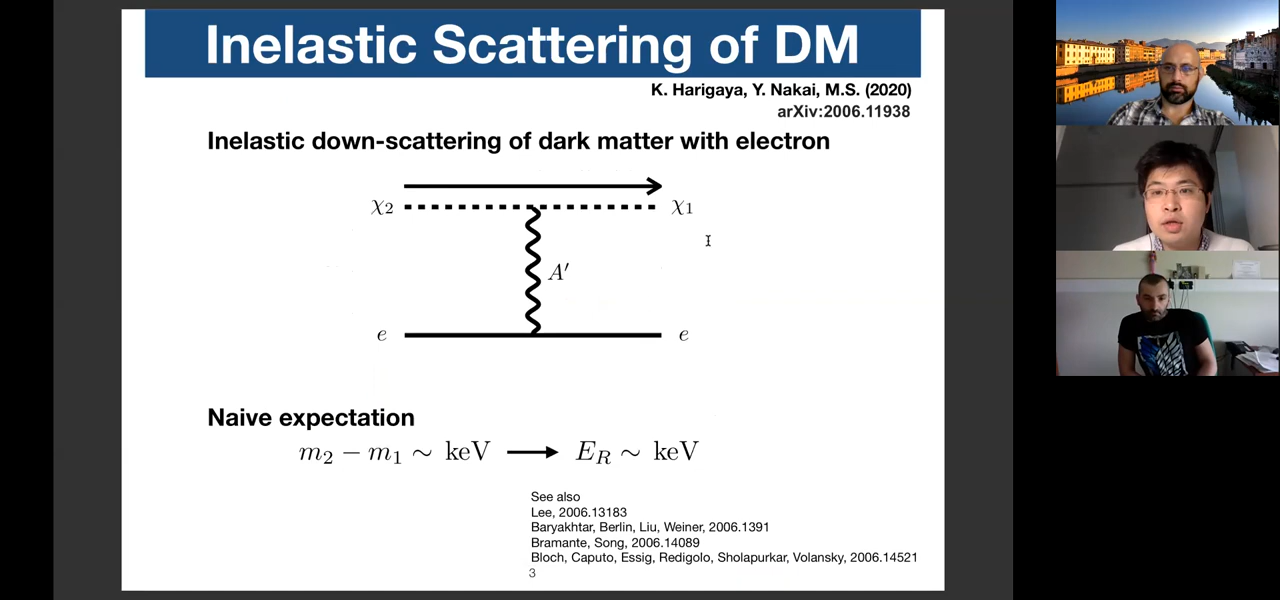 Inelastic Scattering of DM
K. Harigaya, Y. Nakai, M.S. (2020)
arXiv:2006.11938
Inelastic down-scattering of dark matter with electron
χ₂ χ₁
A′
e e
Naive expectation
m₂ − m₁ ∼ keV ⟶ E_R ∼ keV
See also
Lee, 2006.13183
Baryakhtar, Berlin, Liu, Weiner, 2006.1391
Bramante, Song, 2006.14089
Bloch, Caputo, Essig, Redigolo, Sholapurkar, Volansky, 2006.14521
3